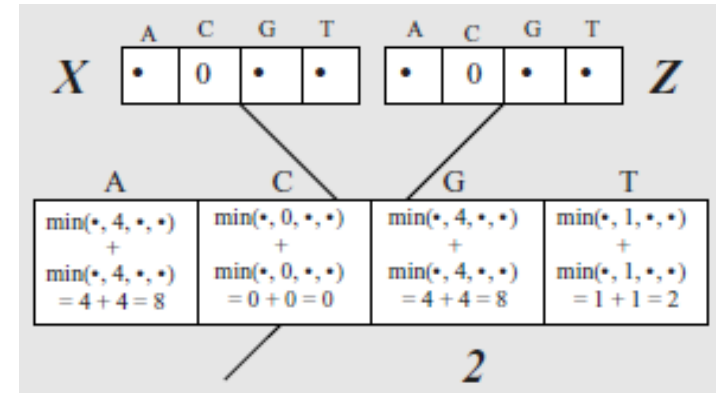 A C G T A C G T
X • 0 • • • 0 • • Z
A C G T
min(•, 4, •, •) min(•, 0, •, •) min(•, 4, •, •) min(•, 1, •, •)
+ + + +
min(•, 4, •, •) min(•, 0, •, •) min(•, 4, •, •) min(•, 1, •, •)
= 4 + 4 = 8 = 0 + 0 = 0 = 4 + 4 = 8 = 1 + 1 = 2
2